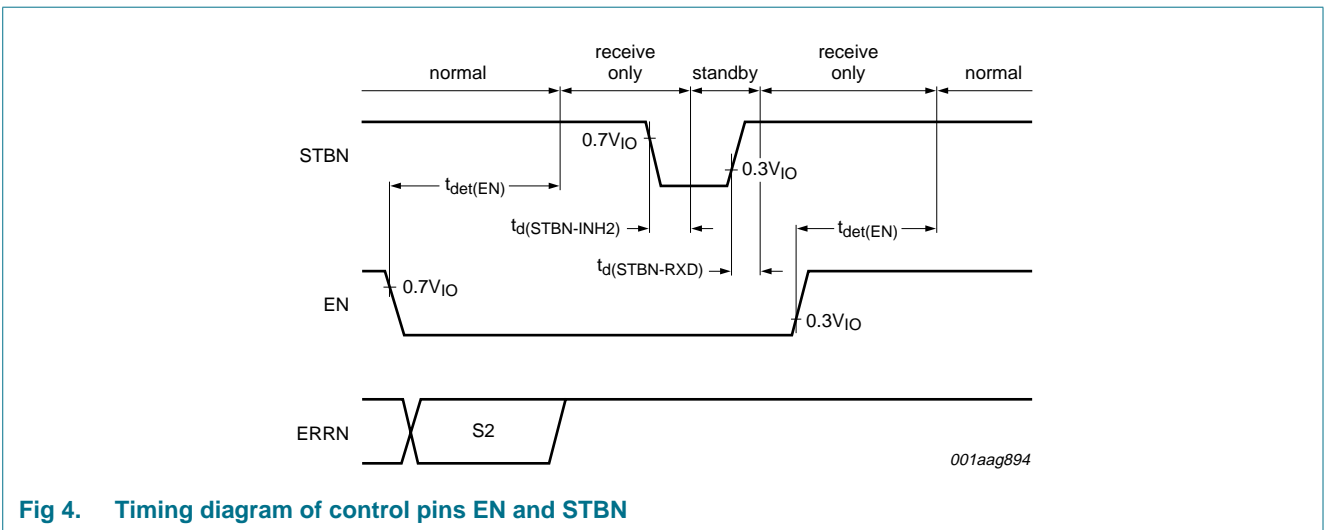 receive
only
receive
only
normal
standby
normal
STBN
0.7VIO
0.3VIO
tdet(EN)
td(STBN-INH2)
tdet(EN)
td(STBN-RXD)
EN
0.7VIO
0.3VIO
ERRN
S2
001aag894
Fig 4. Timing diagram of control pins EN and STBN